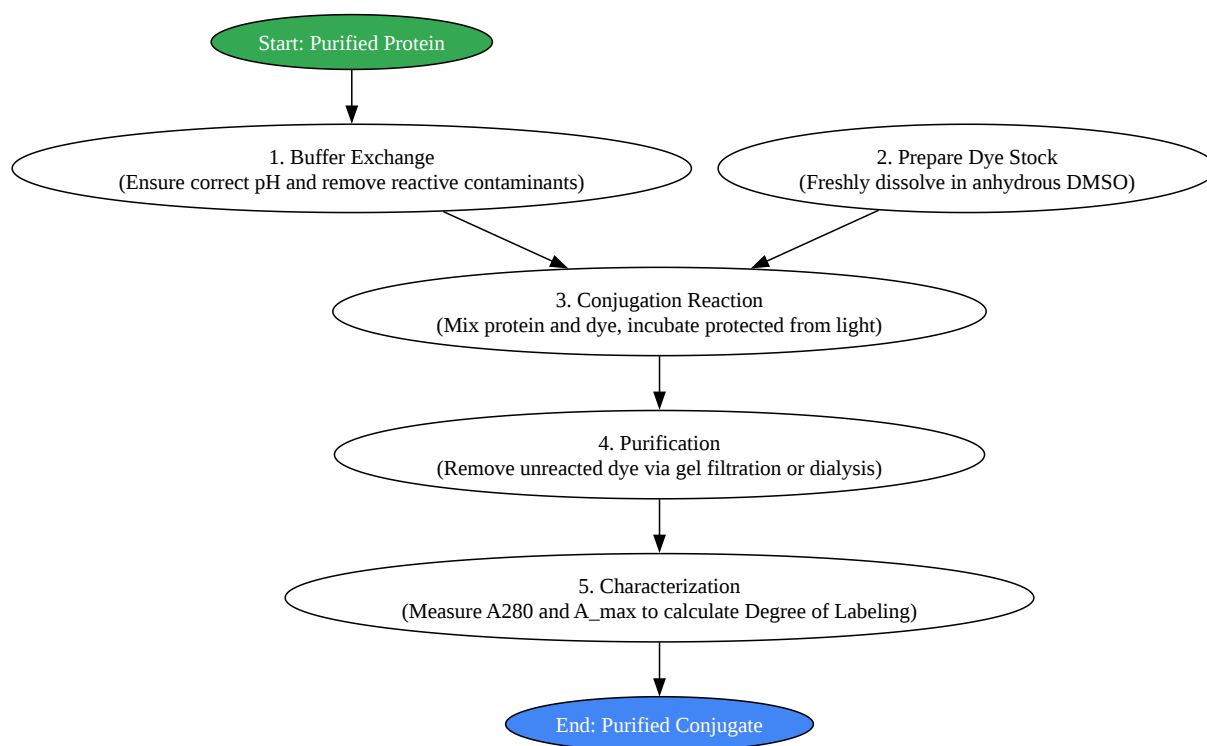 Start: Purified Protein
1. Buffer Exchange
(Ensure correct pH and remove reactive contaminants)
2. Prepare Dye Stock
(Freshly dissolve in anhydrous DMSO)
3. Conjugation Reaction
(Mix protein and dye, incubate protected from light)
4. Purification
(Remove unreacted dye via gel filtration or dialysis)
5. Characterization
(Measure A280 and A_max to calculate Degree of Labeling)
End: Purified Conjugate